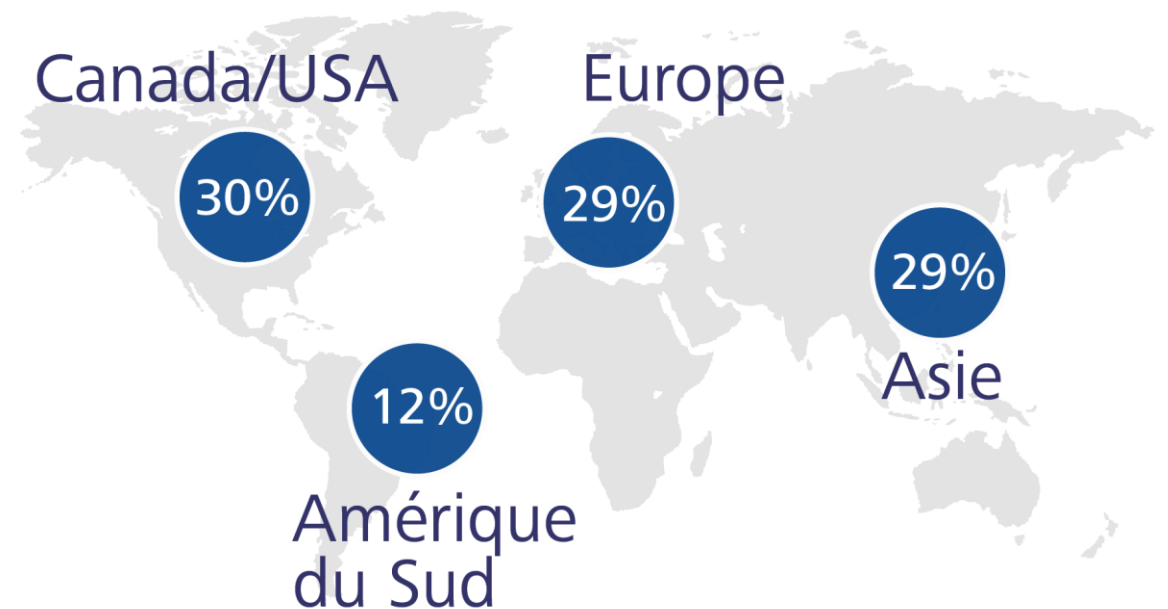 Canada/USA
30%
Europe
29%
29%
Asie
12%
Amérique
du Sud